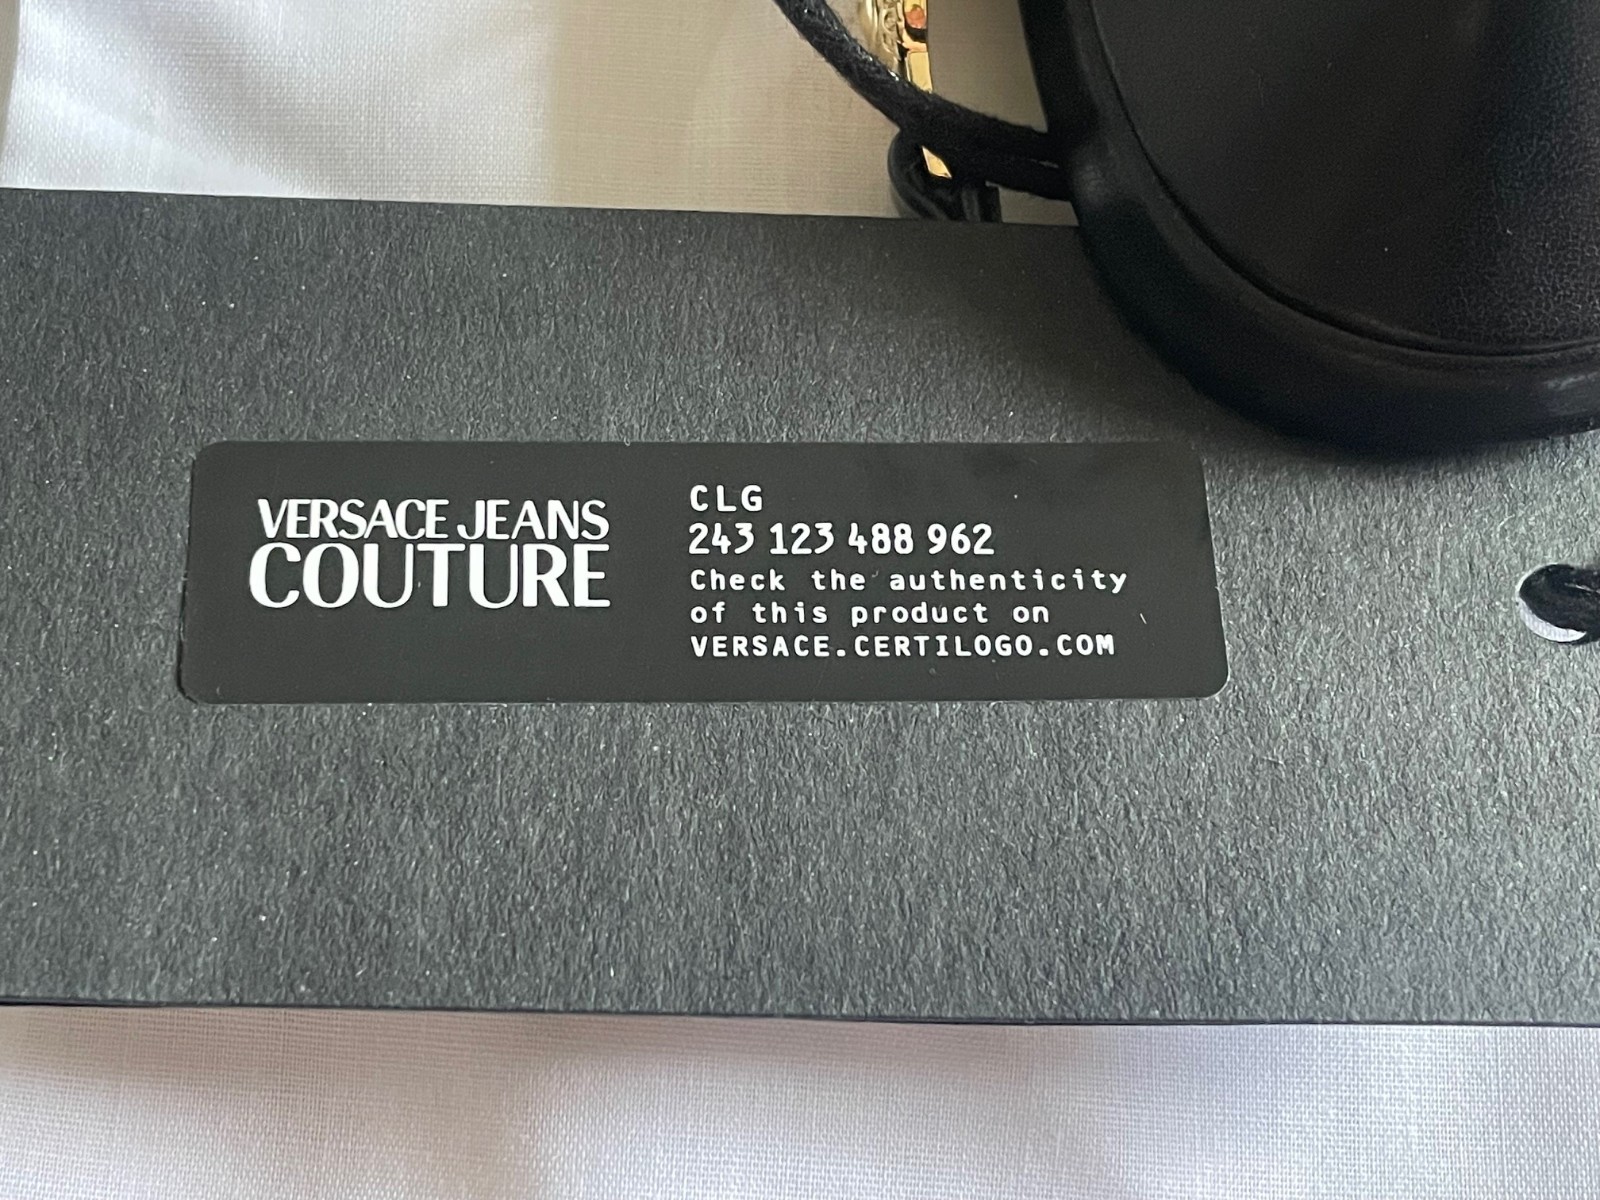 VERSACE JEANS
COUTURE
CLG
243 123 488 962
Check the authenticity
of this product on
VERSACE.CERTILOGO.COM